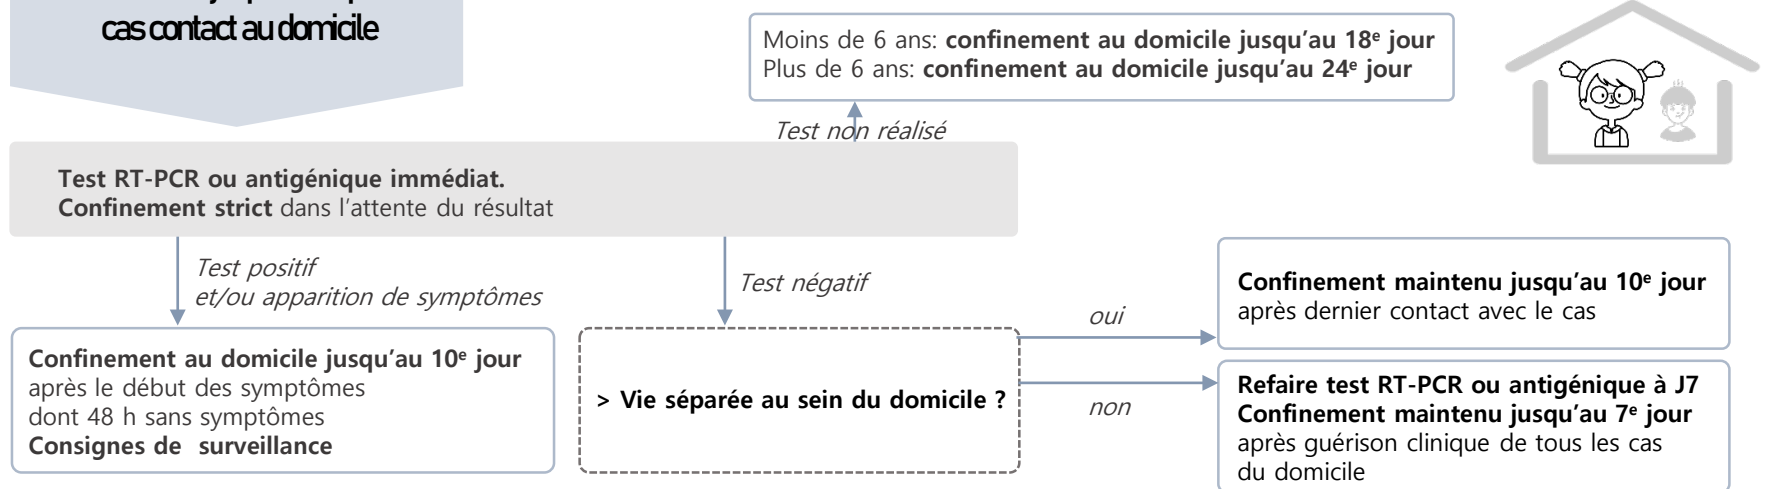 cas contact au domicile
Moins de 6 ans: confinement au domicile jusqu'au 18e jour
Plus de 6 ans: confinement au domicile jusqu'au 24e jour
Test non réalisé
Test RT-PCR ou antigénique immédiat.
Confinement strict dans l'attente du résultat
Test positif
et/ou apparition de symptômes
Test négatif
Confinement au domicile jusqu'au 10e jour
après le début des symptômes
dont 48 h sans symptômes
Consignes de surveillance
> Vie séparée au sein du domicile ?
oui
non
Confinement maintenu jusqu'au 10e jour
après dernier contact avec le cas
Refaire test RT-PCR ou antigénique à J7
Confinement maintenu jusqu'au 7e jour
après guérison clinique de tous les cas
du domicile